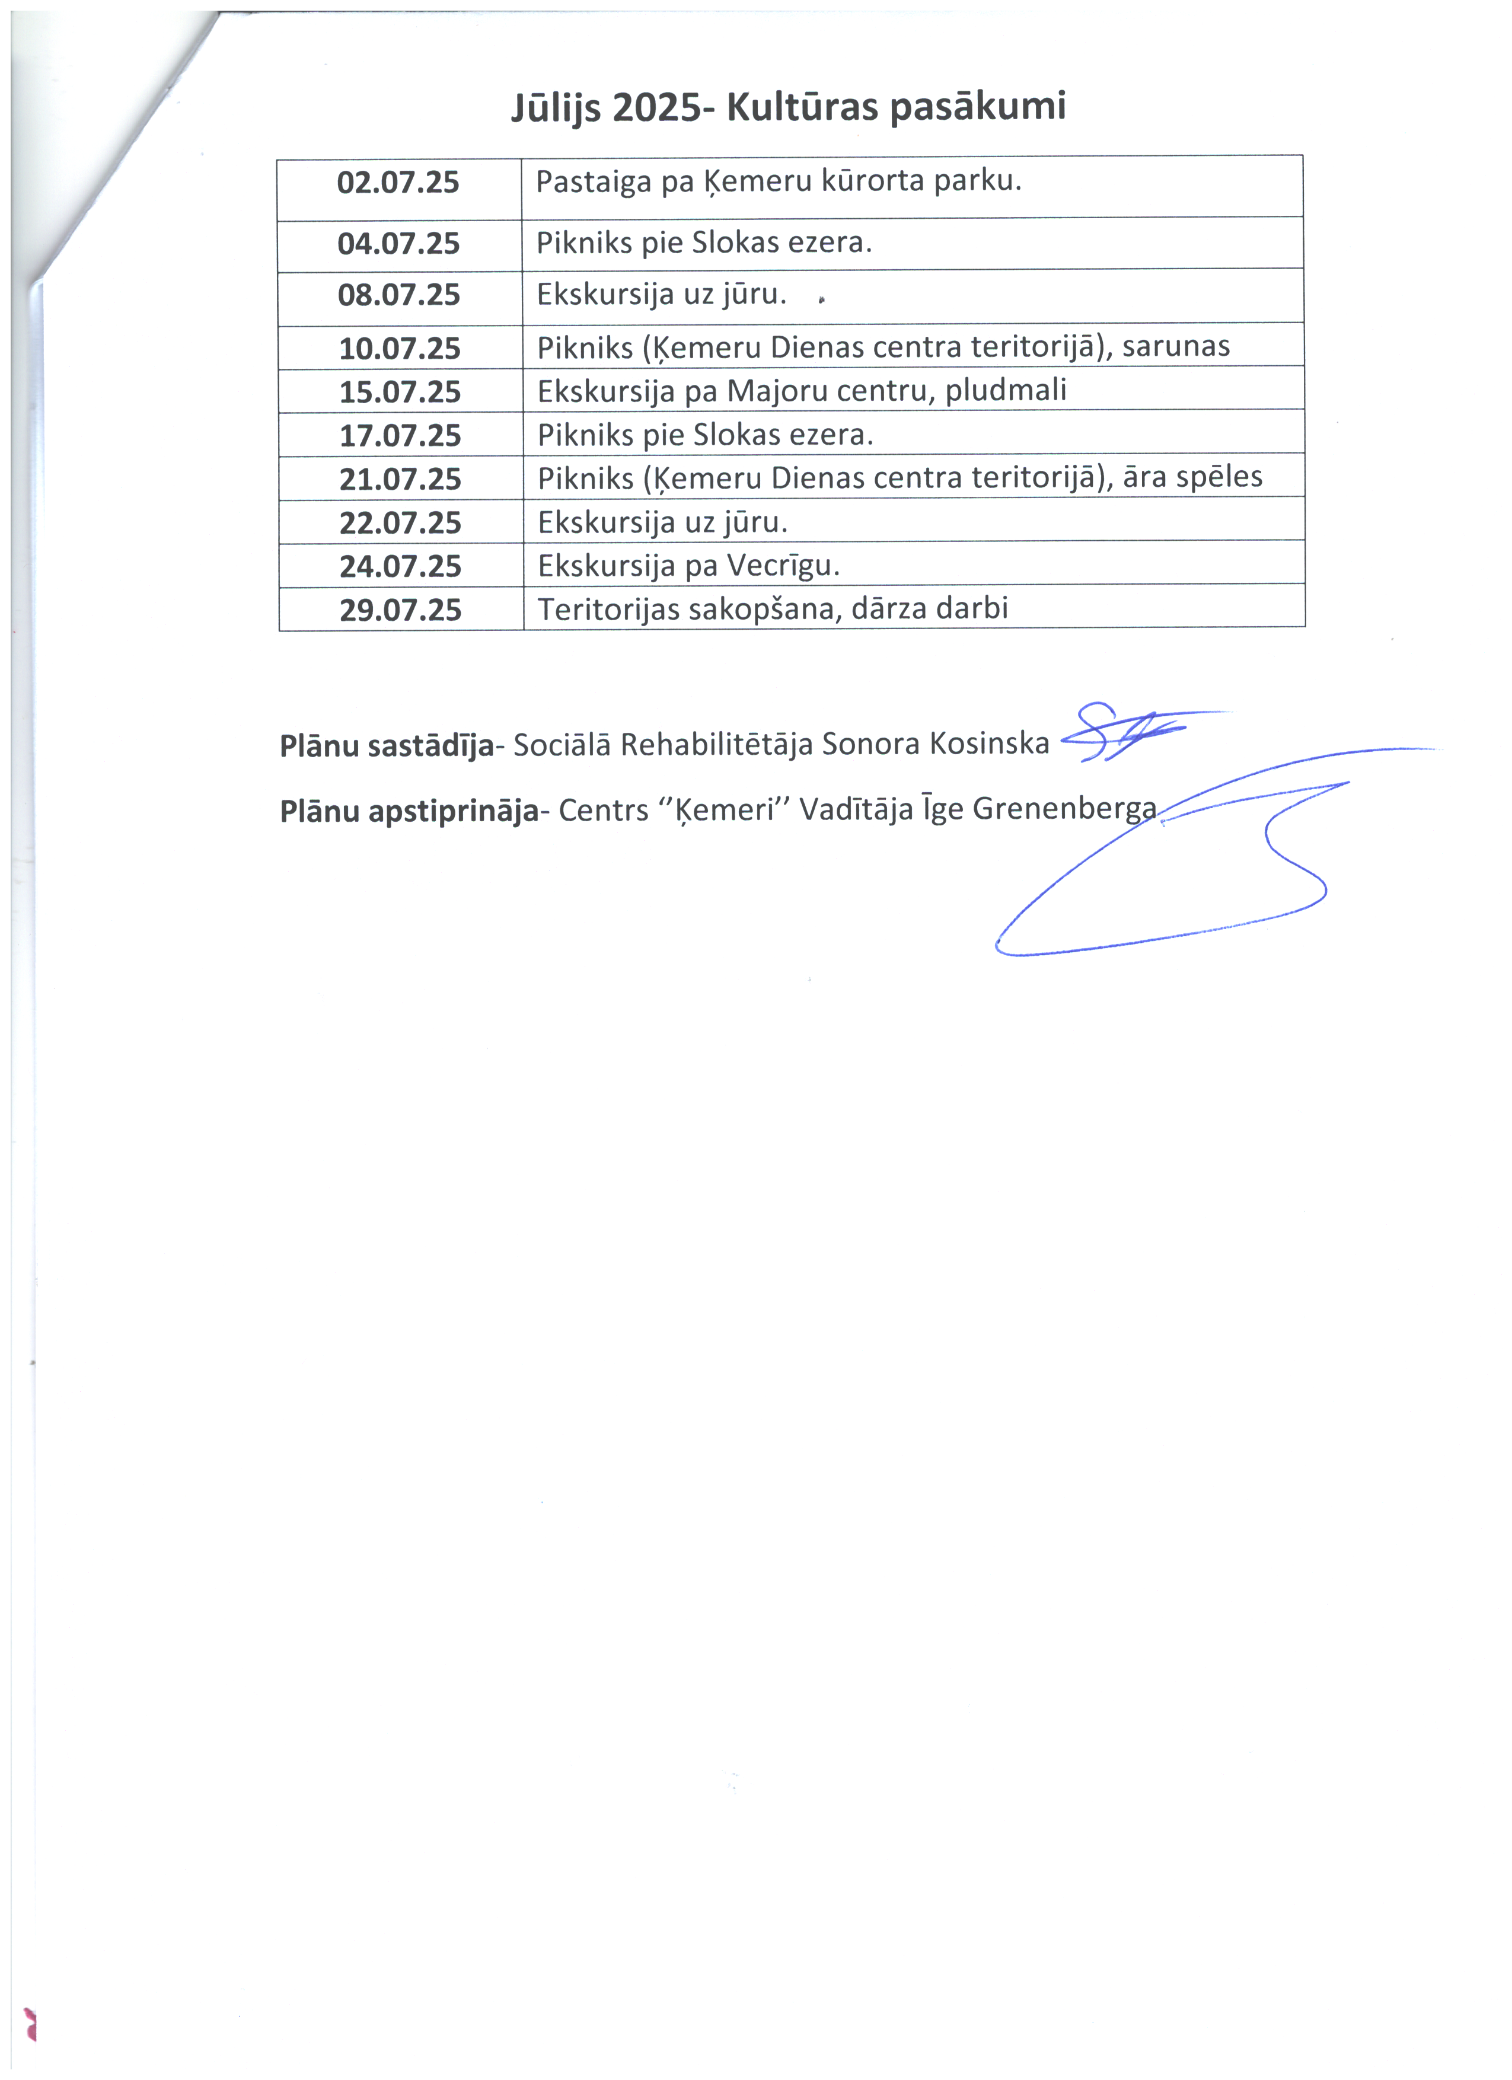 Jūlijs 2025- Kultūras pasākumi
02.07.25 Pastaiga pa Ķemeru kūrorta parku.
04.07.25 Pikniks pie Slokas ezera.
08.07.25 Ekskursija uz jūru.
10.07.25 Pikniks (Ķemeru Dienas centra teritorijā), sarunas
15.07.25 Ekskursija pa Majoru centru, pludmali
17.07.25 Pikniks pie Slokas ezera.
21.07.25 Pikniks (Ķemeru Dienas centra teritorijā), āra spēles
22.07.25 Ekskursija uz jūru.
24.07.25 Ekskursija pa Vecrīgu.
29.07.25 Teritorijas sakopšana, dārza darbi
Plānu sastādīja- Sociālā Rehabilitētāja Sonora Kosinska
Plānu apstiprināja- Centrs ‘’Ķemeri’’ Vadītāja Īge Grenenberga